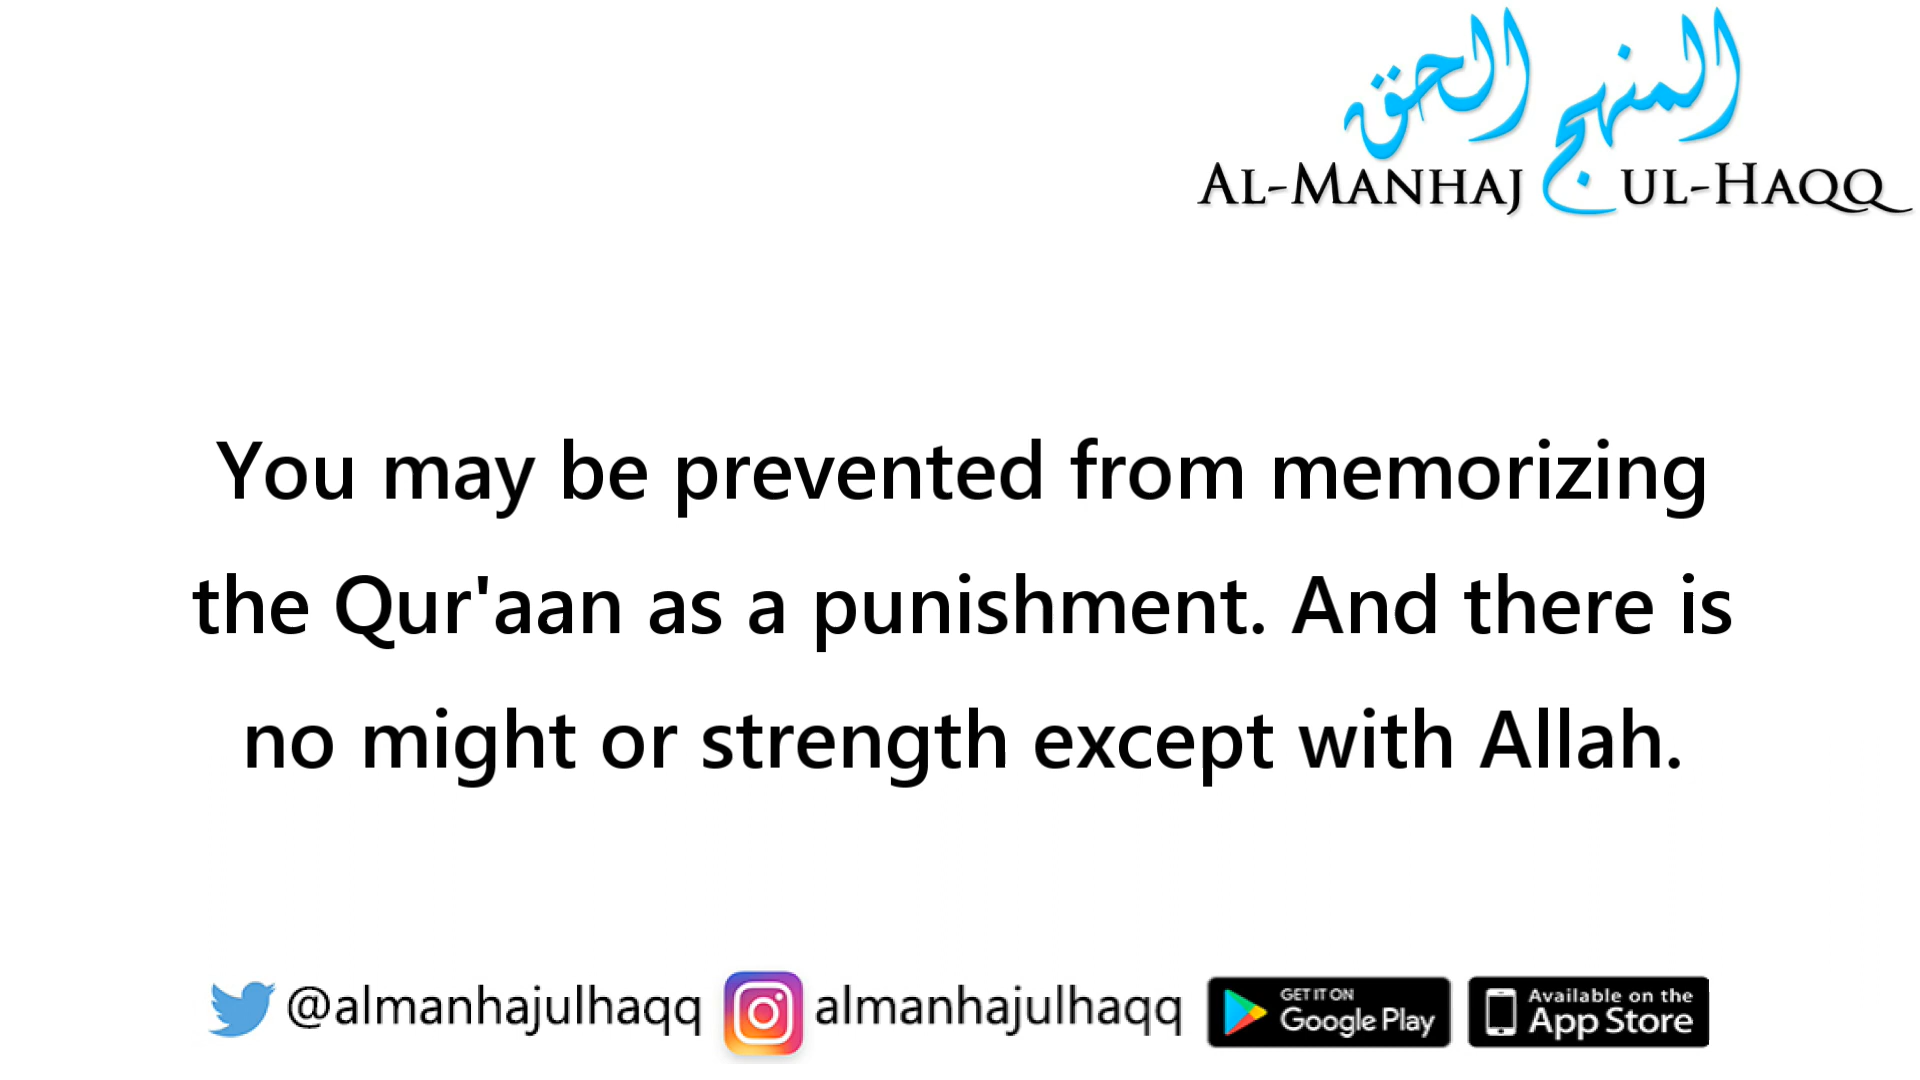 المنهج الحق
AL-MANHAJ UL-HAQQ
You may be prevented from memorizing
the Qur'aan as a punishment. And there is
no might or strength except with Allah.
@almanhajulhaqq almanhajulhaqq GET IT ON Google Play Available on the App Store